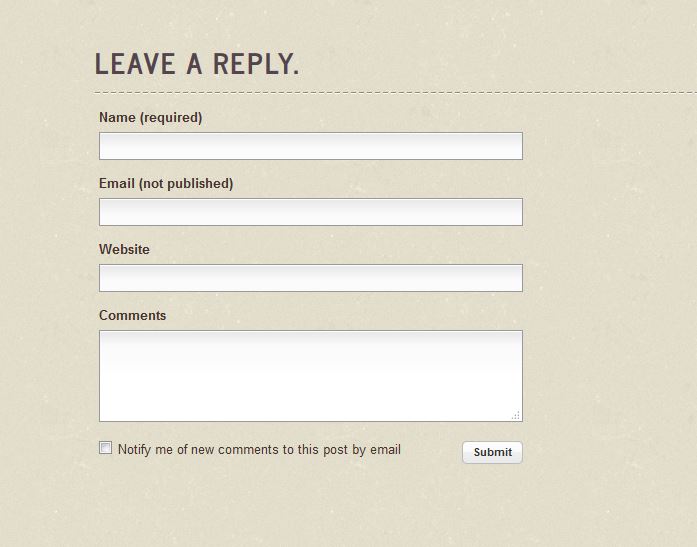 LEAVE A REPLY.
Name (required)
Email (not published)
Website
Comments
Notify me of new comments to this post by email
Submit